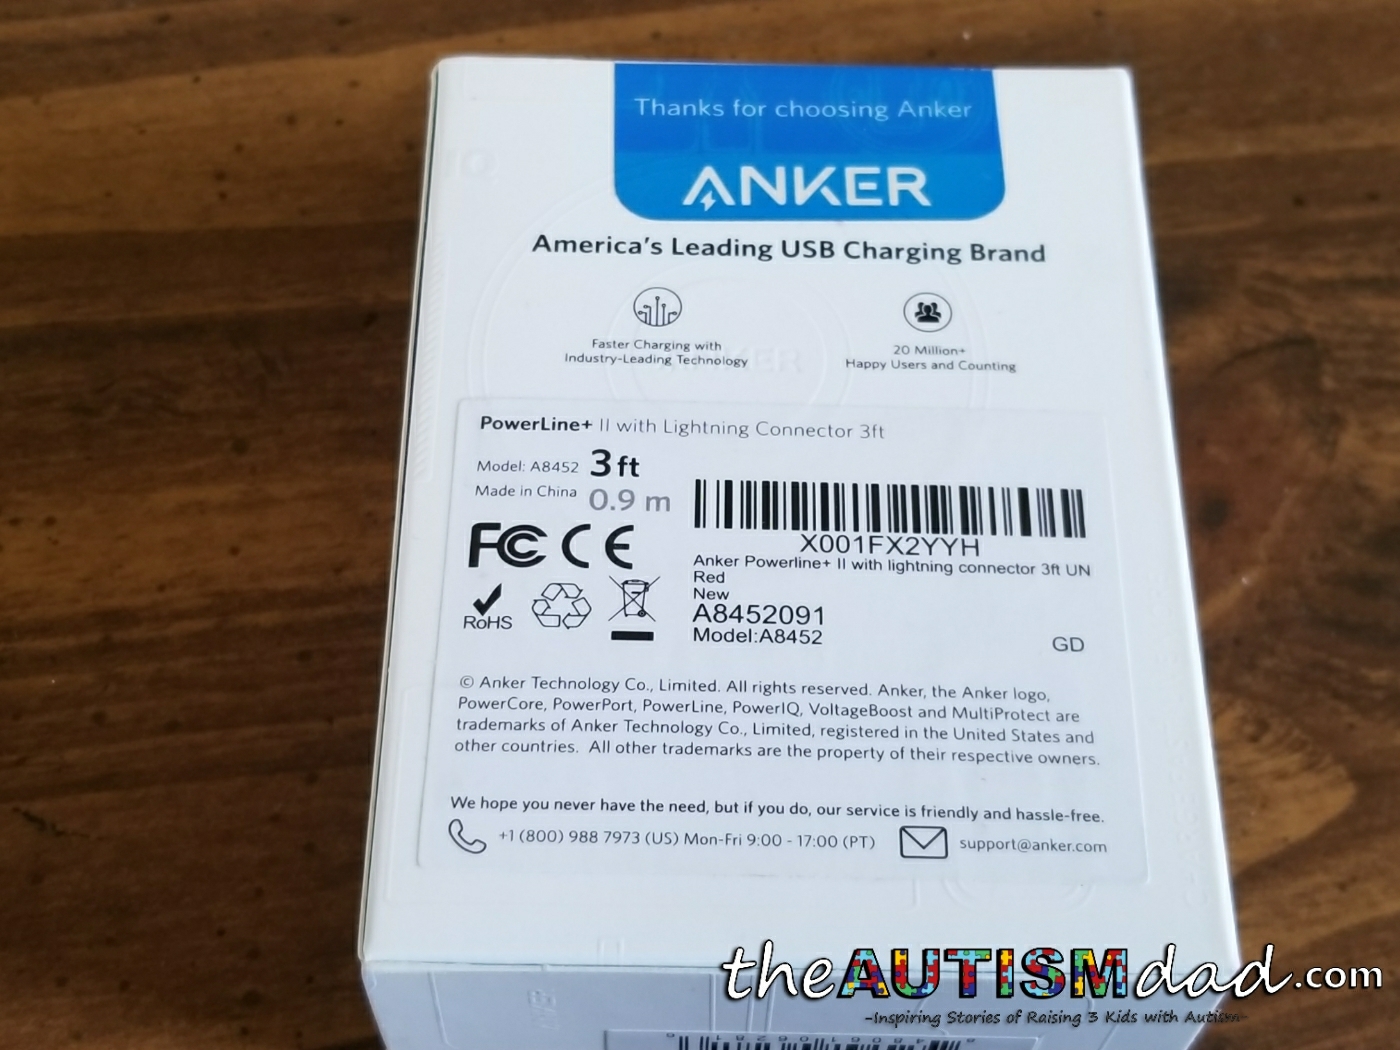 Thanks for choosing Anker
ANKER
America's Leading USB Charging Brand
Faster Charging with
Industry-Leading Technology
20 Million+
Happy Users and Counting
PowerLine+ II with Lightning Connector 3ft
Model: A8452 3 ft
Made in China 0.9 m
FC CE
X001FX2YYH
Anker Powerline+ II with lightning connector 3ft UN
Red
New
A8452091
Model:A8452
RoHS
GD
© Anker Technology Co., Limited. All rights reserved. Anker, the Anker logo,
PowerCore, PowerPort, PowerLine, PowerIQ, VoltageBoost and MultiProtect are
trademarks of Anker Technology Co., Limited, registered in the United States and
other countries. All other trademarks are the property of their respective owners.
We hope you never have the need, but if you do, our service is friendly and hassle-free.
+1 (800) 988 7973 (US) Mon-Fri 9:00 - 17:00 (PT)
support@anker.com
theAUTISMdad.com
-Inspiring Stories of Raising 3 Kids with Autism-